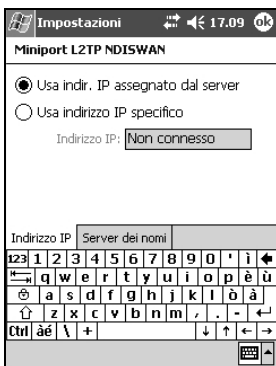 Impostazioni 17.09 ok
Miniport L2TP NDISWAN
Usa indir. IP assegnato dal server
Usa indirizzo IP specifico
Indirizzo IP: Non connesso
Indirizzo IP Server dei nomi
123 1 2 3 4 5 6 7 8 9 0 ' ì
q w e r t y u i o p è ù
a s d f g h j k l ò à
z x c v b n m , . -
Ctrl àé \ +